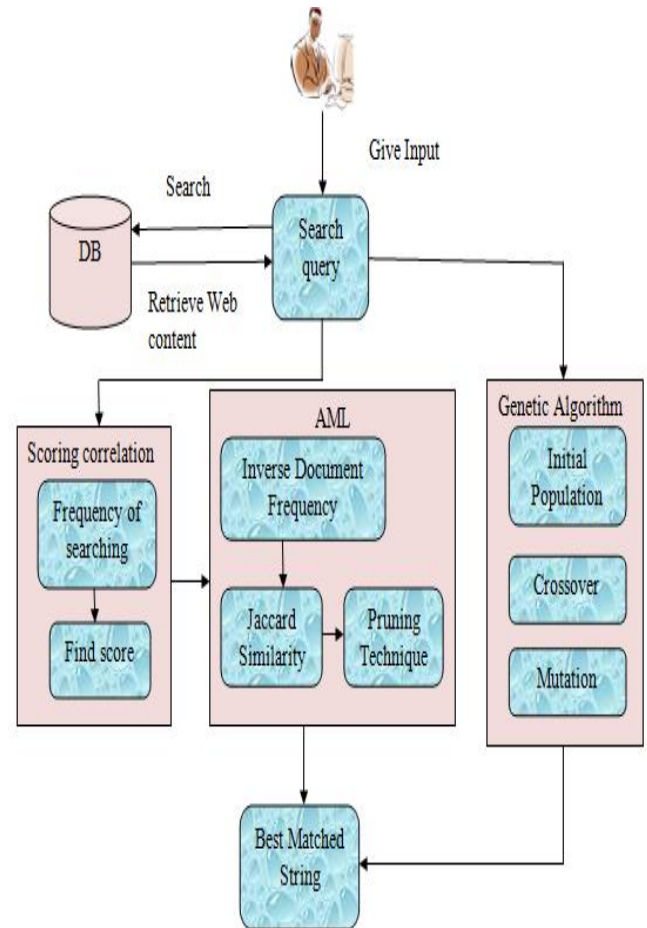 Give Input
Search
DB
Search
query
Retrieve Web
content
Scoring correlation
Frequency of
searching
Find score
AML
Inverse Document
Frequency
Jaccard
Similarity
Pruning
Technique
Genetic Algorithm
Initial
Population
Crossover
Mutation
Best Matched
String